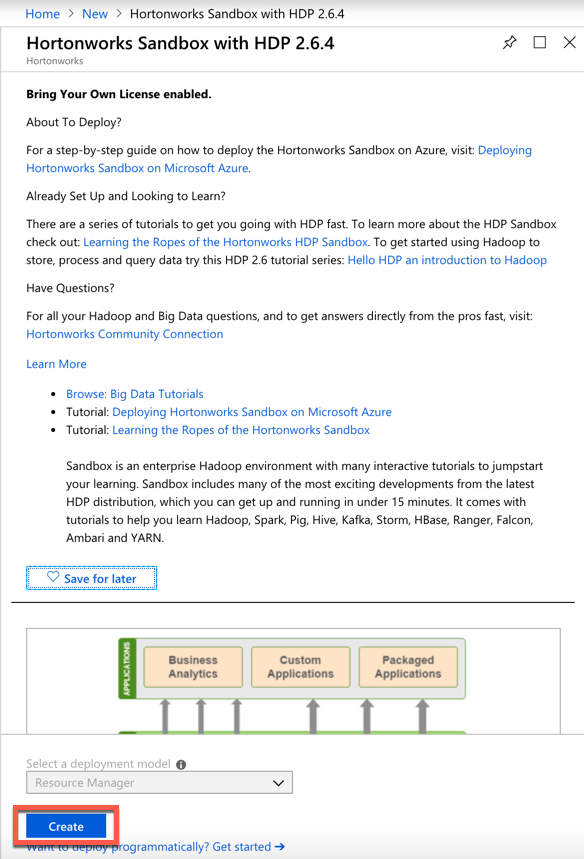 Home > New > Hortonworks Sandbox with HDP 2.6.4
Hortonworks Sandbox with HDP 2.6.4
Hortonworks
Bring Your Own License enabled.
About To Deploy?
For a step-by-step guide on how to deploy the Hortonworks Sandbox on Azure, visit: Deploying
Hortonworks Sandbox on Microsoft Azure.
Already Set Up and Looking to Learn?
There are a series of tutorials to get you going with HDP fast. To learn more about the HDP Sandbox
check out: Learning the Ropes of the Hortonworks HDP Sandbox. To get started using Hadoop to
store, process and query data try this HDP 2.6 tutorial series: Hello HDP an introduction to Hadoop
Have Questions?
For all your Hadoop and Big Data questions, and to get answers directly from the pros fast, visit:
Hortonworks Community Connection
Learn More
• Browse: Big Data Tutorials
• Tutorial: Deploying Hortonworks Sandbox on Microsoft Azure
• Tutorial: Learning the Ropes of the Hortonworks Sandbox
Sandbox is an enterprise Hadoop environment with many interactive tutorials to jumpstart
your learning. Sandbox includes many of the most exciting developments from the latest
HDP distribution, which you can get up and running in under 15 minutes. It comes with
tutorials to help you learn Hadoop, Spark, Pig, Hive, Kafka, Storm, HBase, Ranger, Falcon,
Ambari and YARN.
Save for later
APPLICATIONS
Business
Analytics
Custom
Applications
Packaged
Applications
Select a deployment model
Resource Manager
Create
Want to deploy programmatically? Get started →